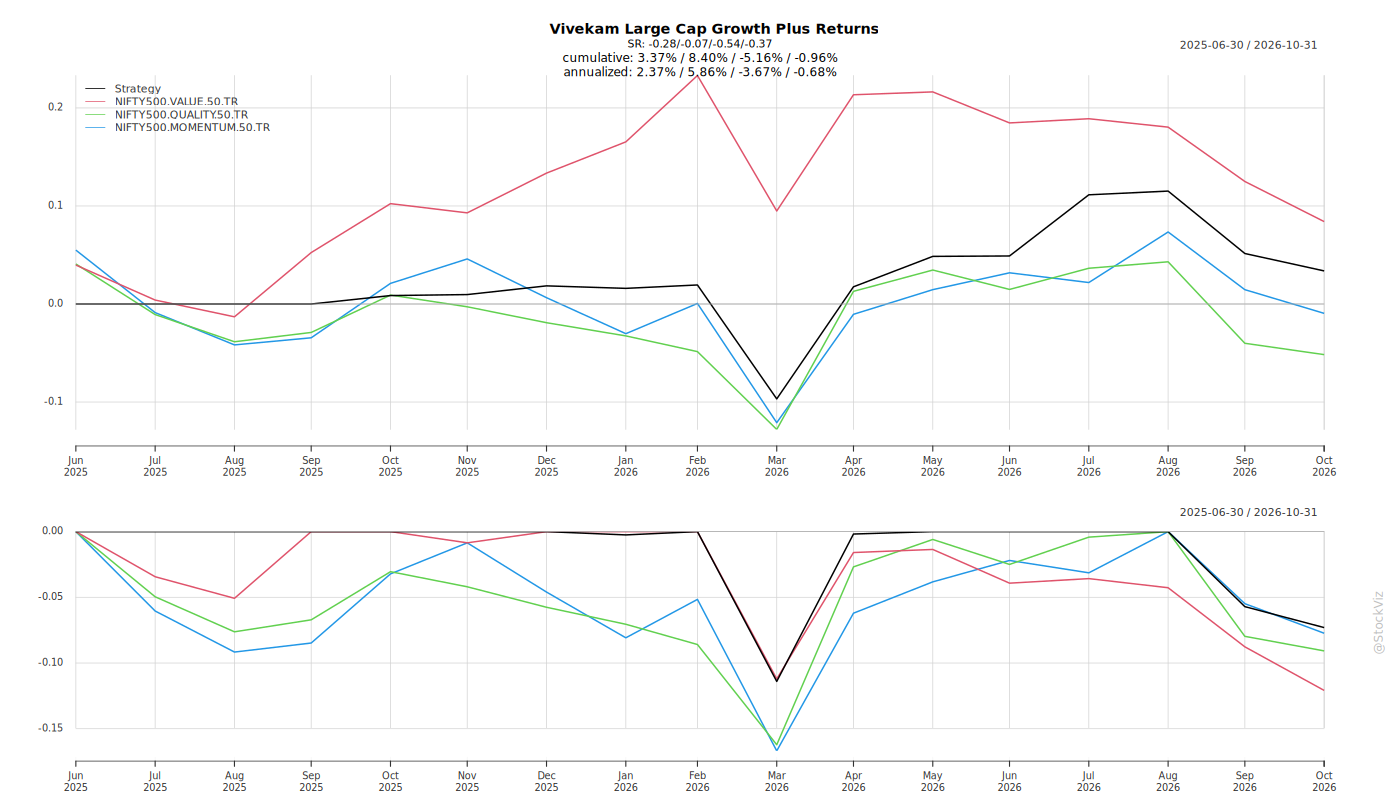 Vivekam Large Cap Growth Plus Returns
SR: -0.28/-0.07/-0.54/-0.37
cumulative: 3.37% / 8.40% / -5.16% / -0.96%
annualized: 2.37% / 5.86% / -3.67% / -0.68%
2025-06-30 / 2026-10-31
Strategy
NIFTY500.VALUE.50.TR
NIFTY500.QUALITY50.TR
NIFTY500.MOMENTUM.50.TR
0.2
0.1
0.0
-0.1
Jun Jul Aug Sep Oct Nov Dec Jan Feb Mar Apr May Jun Jul Aug Sep Oct
2025 2025 2025 2025 2025 2025 2025 2026 2026 2026 2026 2026 2026 2026 2026 2026 2026
2025-06-30 / 2026-10-31
0.00
-0.05
-0.10
-0.15
Jun Jul Aug Sep Oct Nov Dec Jan Feb Mar Apr May Jun Jul Aug Sep Oct
2025 2025 2025 2025 2025 2025 2025 2026 2026 2026 2026 2026 2026 2026 2026 2026 2026
@StockViz